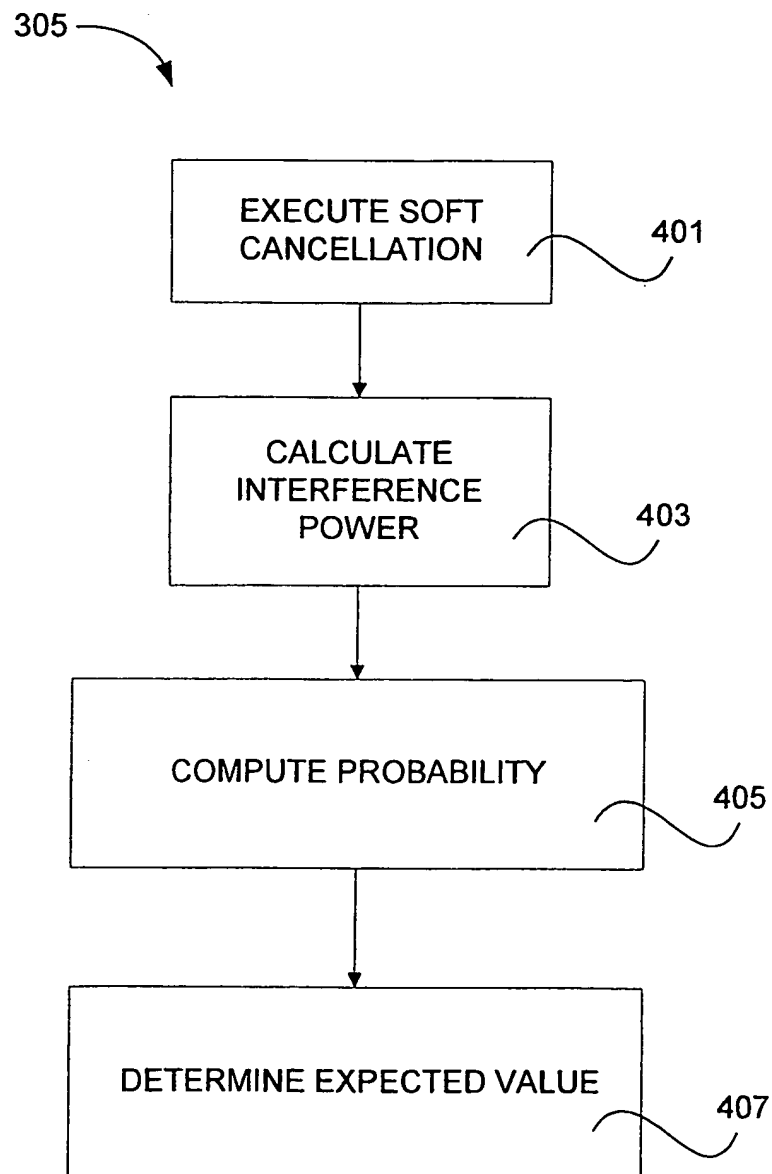 305
EXECUTE SOFT
CANCELLATION
401
CALCULATE
INTERFERENCE
POWER
403
COMPUTE PROBABILITY
405
DETERMINE EXPECTED VALUE
407